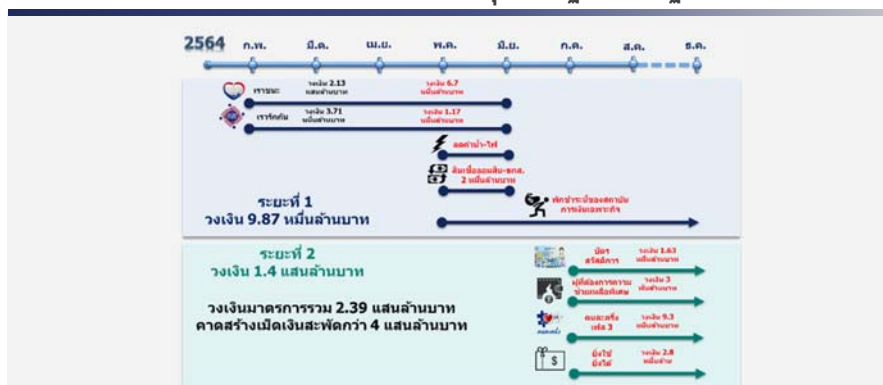 2564 ก.พ. มี.ค. เม.ย. พ.ค. มิ.ย. ก.ค. ส.ค. ธ.ค.
เราชนะ วงเงิน 2.13 แสนล้านบาท วงเงิน 6.7 หมื่นล้านบาท
เรารักกัน วงเงิน 3.71 หมื่นล้านบาท วงเงิน 1.17 หมื่นล้านบาท
ลดค่าน้ำ-ไฟ
สินเชื่อออมสิน-ธกส.
2 หมื่นล้านบาท
พักชำระหนี้ของสถาบัน
การเงินเฉพาะกิจ
ระยะที่ 1
วงเงิน 9.87 หมื่นล้านบาท
ระยะที่ 2
วงเงิน 1.4 แสนล้านบาท
วงเงินมาตรการรวม 2.39 แสนล้านบาท
คาดสร้างเม็ดเงินสะพัดกว่า 4 แสนล้านบาท
บัตร วงเงิน 1.63
สวัสดิการ หมื่นล้านบาท
ผู้ที่ต้องการความ วงเงิน 3
ช่วยเหลือพิเศษ พันล้านบาท
คนละครึ่ง วงเงิน 9.3
เฟส 3 หมื่นล้านบาท
ยิ่งใช้ วงเงิน 2.8
ยิ่งได้ หมื่นล้าน